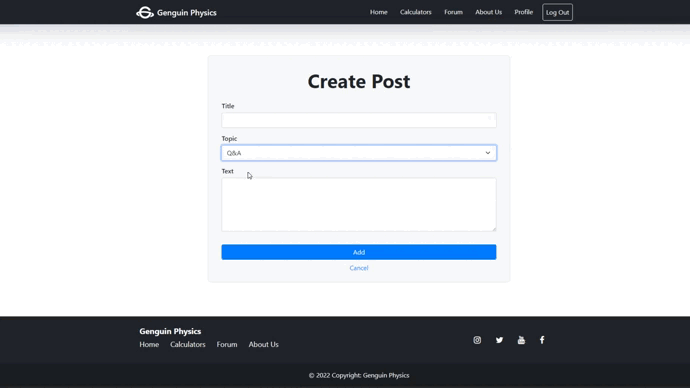 Genguin Physics
Home Calculators Forum About Us Profile Log Out
Create Post
Title
Topic
Q&A
Text
Add
Cancel
Genguin Physics
Home Calculators Forum About Us
© 2022 Copyright: Genguin Physics